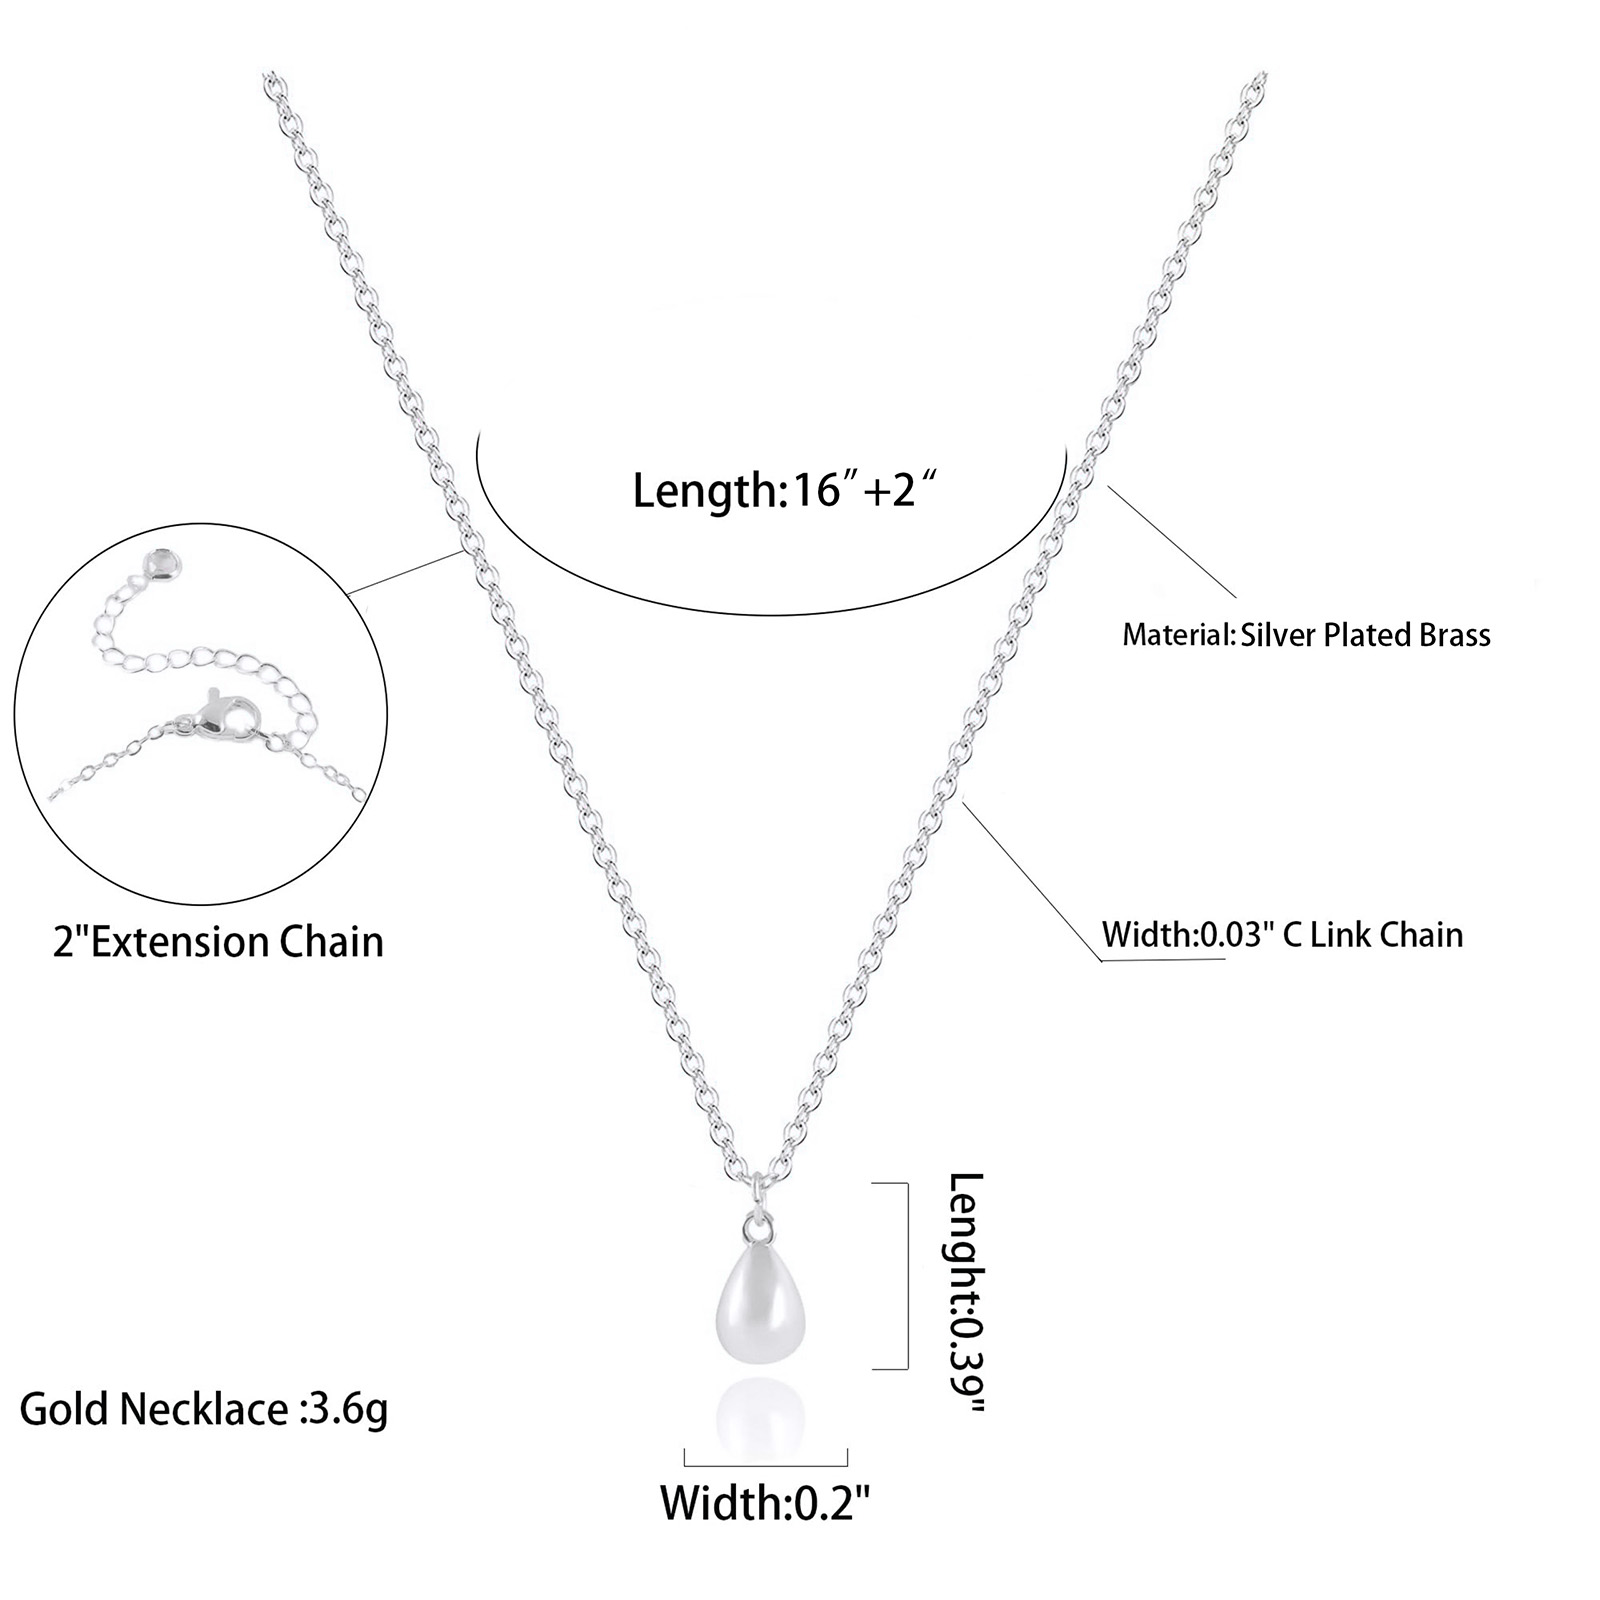 Length:16″+2“
Material:Silver Plated Brass
2"Extension Chain
Width:0.03" C Link Chain
Lenght:0.39"
Gold Necklace :3.6g
Width:0.2"